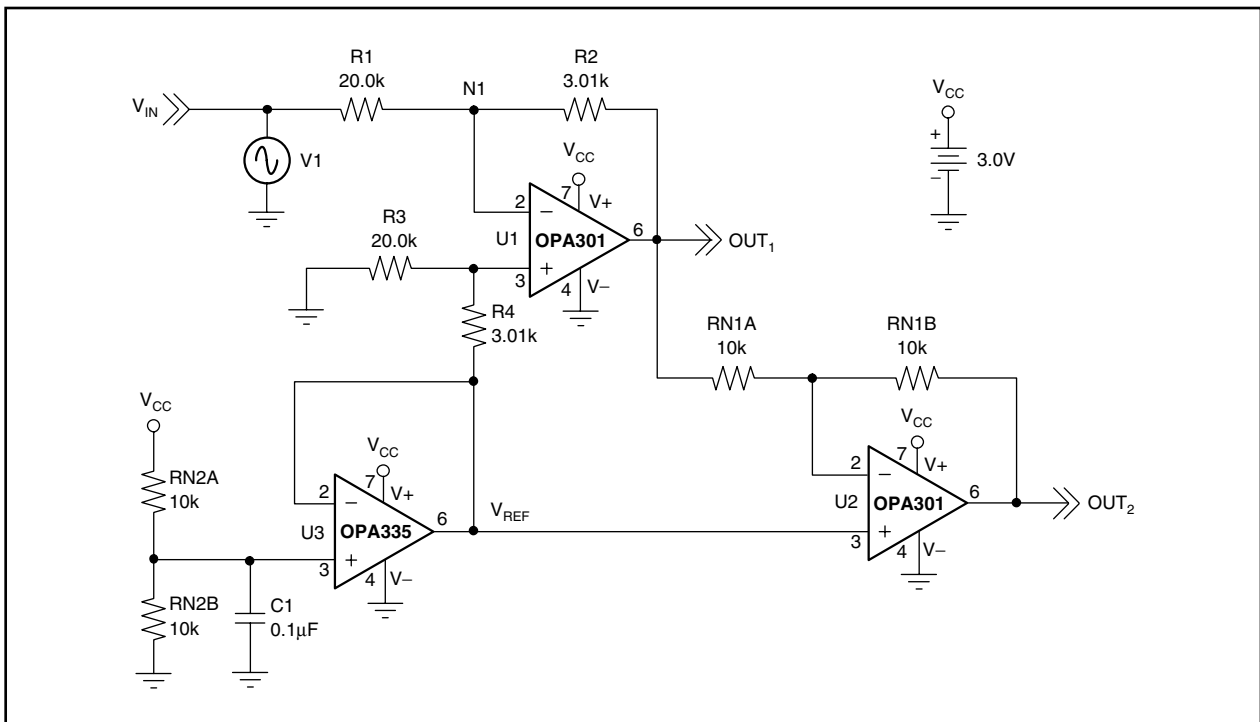 R1
20.0k
R2
3.01k
N1
V_IN
V1
V_CC
+
−
3.0V
V_CC
7
V+
2
−
U1
OPA301
6
OUT_1
+
3
4
V−
R3
20.0k
R4
3.01k
RN1A
10k
RN1B
10k
V_CC
RN2A
10k
V_CC
7
V+
2
−
U3
OPA335
6
V_REF
+
3
4
V−
V_CC
7
V+
2
−
U2
OPA301
6
OUT_2
+
3
4
V−
RN2B
10k
C1
0.1µF